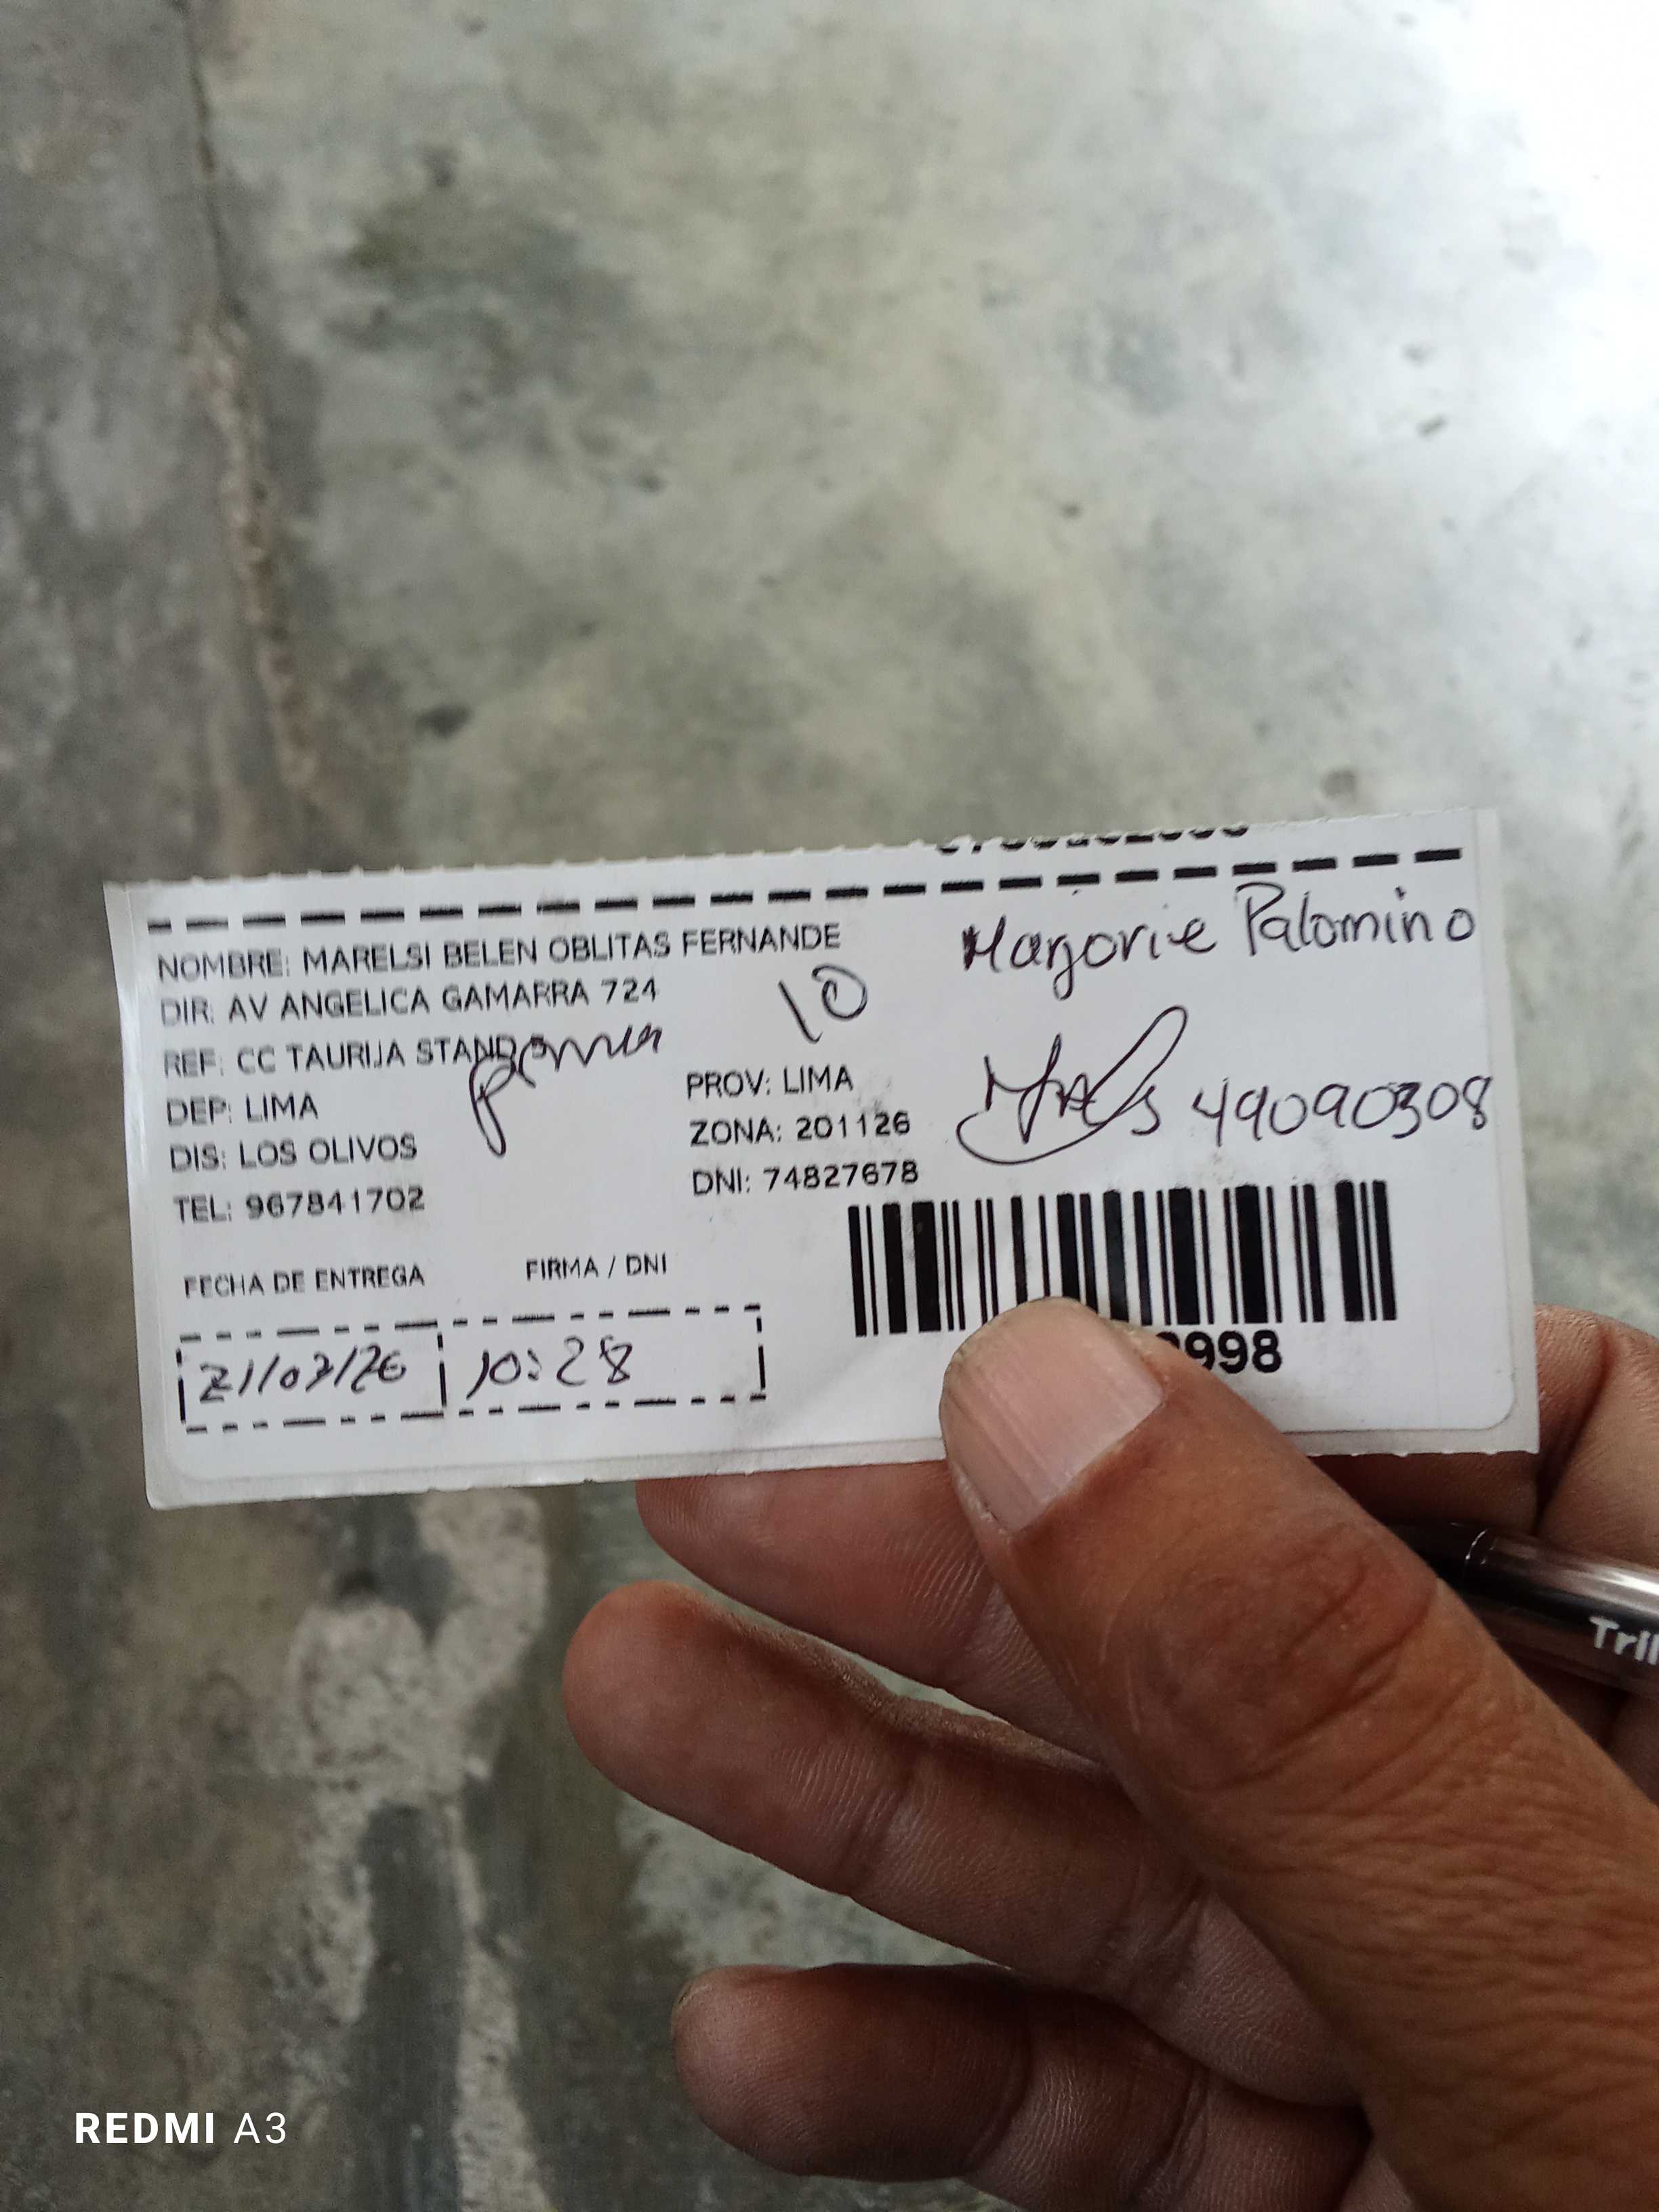 Marjorie Palomino
NOMBRE: MARELSI BELEN OBLITAS FERNANDE
DIR: AV ANGELICA GAMARRA 724
10
REF: CC TAURIJA STAND
DEP: LIMA
PROV: LIMA
DIS: LOS OLIVOS
ZONA: 201126
49090308
TEL: 967841702
DNI: 74827678
FECHA DE ENTREGA
FIRMA / DNI
21/07/26
10:28
998
REDMI A3